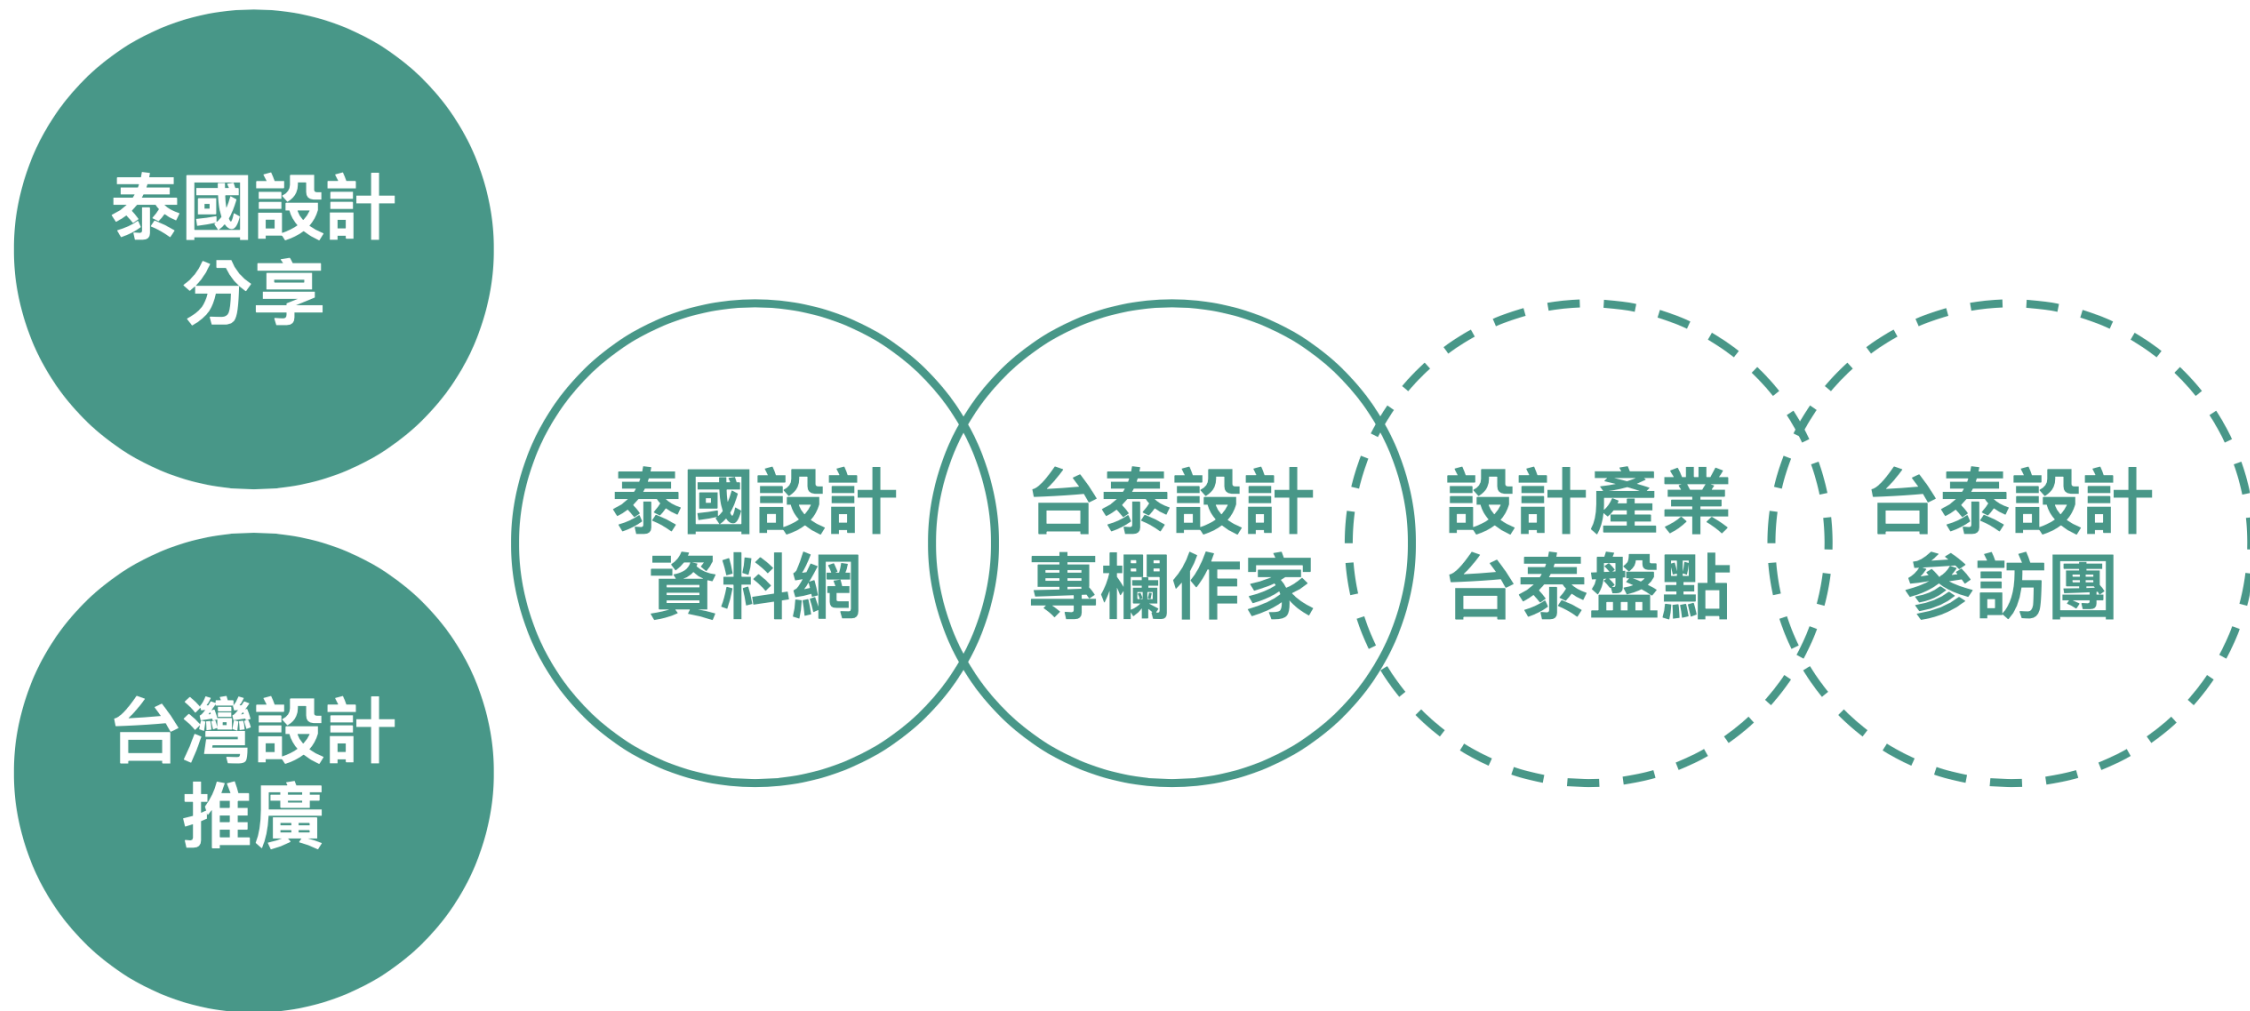 泰國設計
分享
台灣設計
推廣
泰國設計
資料網
台泰設計
專欄作家
設計產業
台泰盤點
台泰設計
參訪團